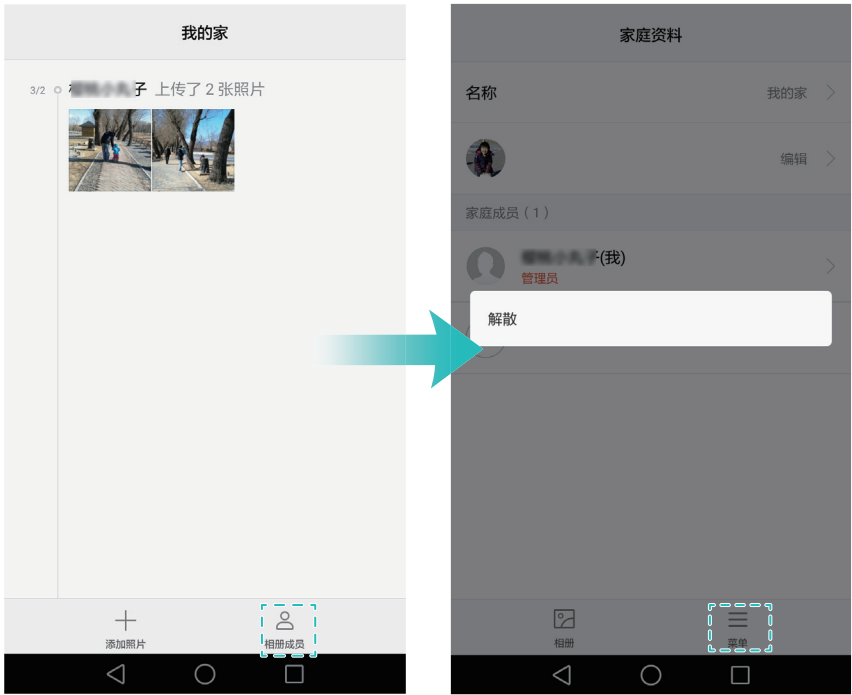 我的家
3/2
子 上传了 2 张照片
添加照片
相册成员
家庭资料
名称
我的家
编辑
家庭成员（1）
(我)
管理员
解散
相册
菜单